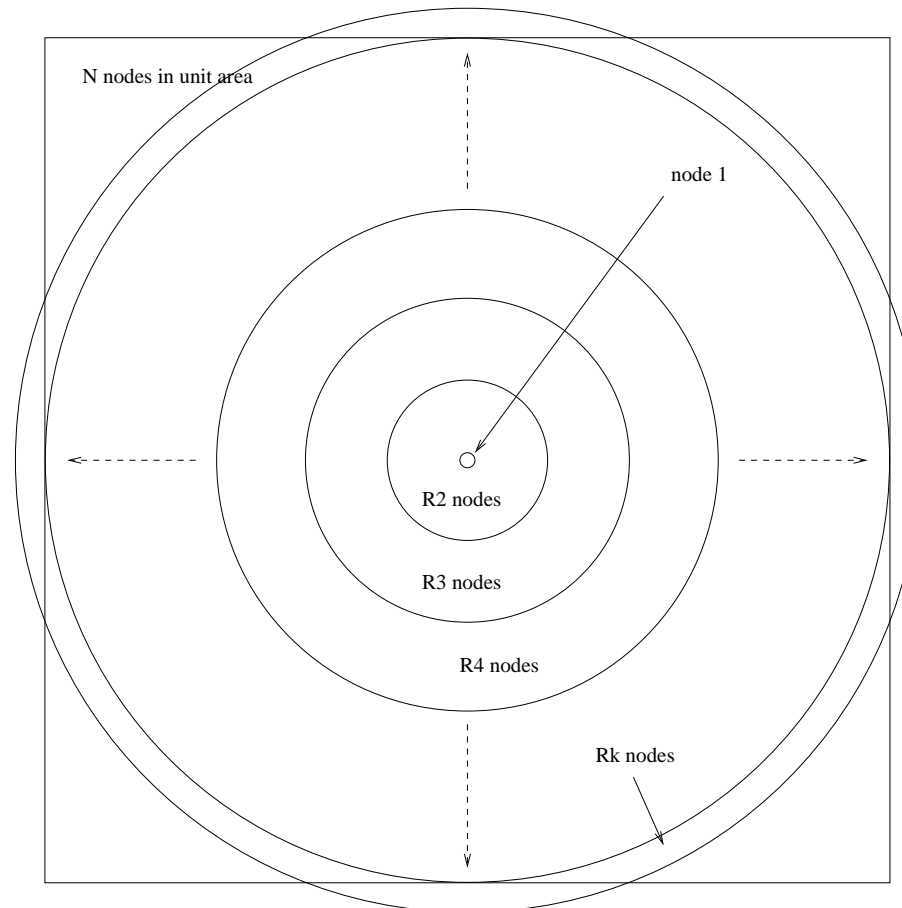 N nodes in unit area
node 1
R2 nodes
R3 nodes
R4 nodes
Rk nodes